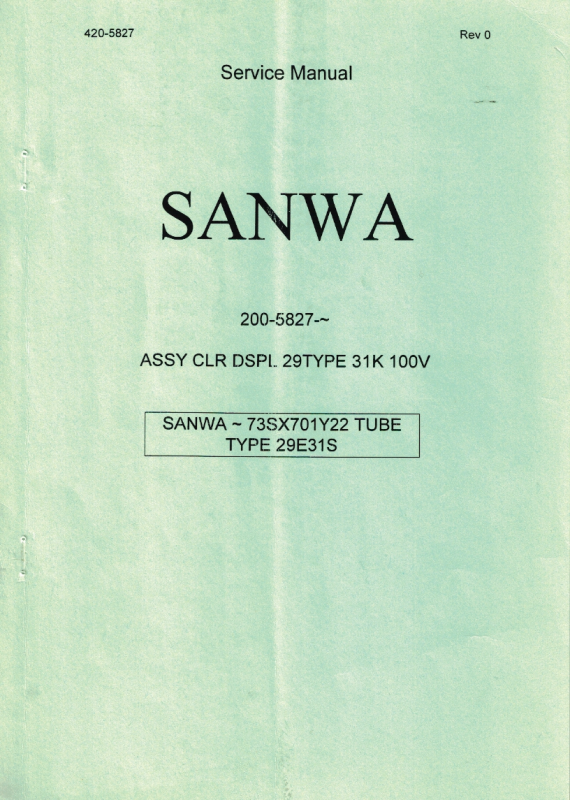 420-5827 Rev 0
Service Manual
SANWA
200-5827-~
ASSY CLR DSPL 29TYPE 31K 100V
SANWA ~ 73SX701Y22 TUBE
TYPE 29E31S